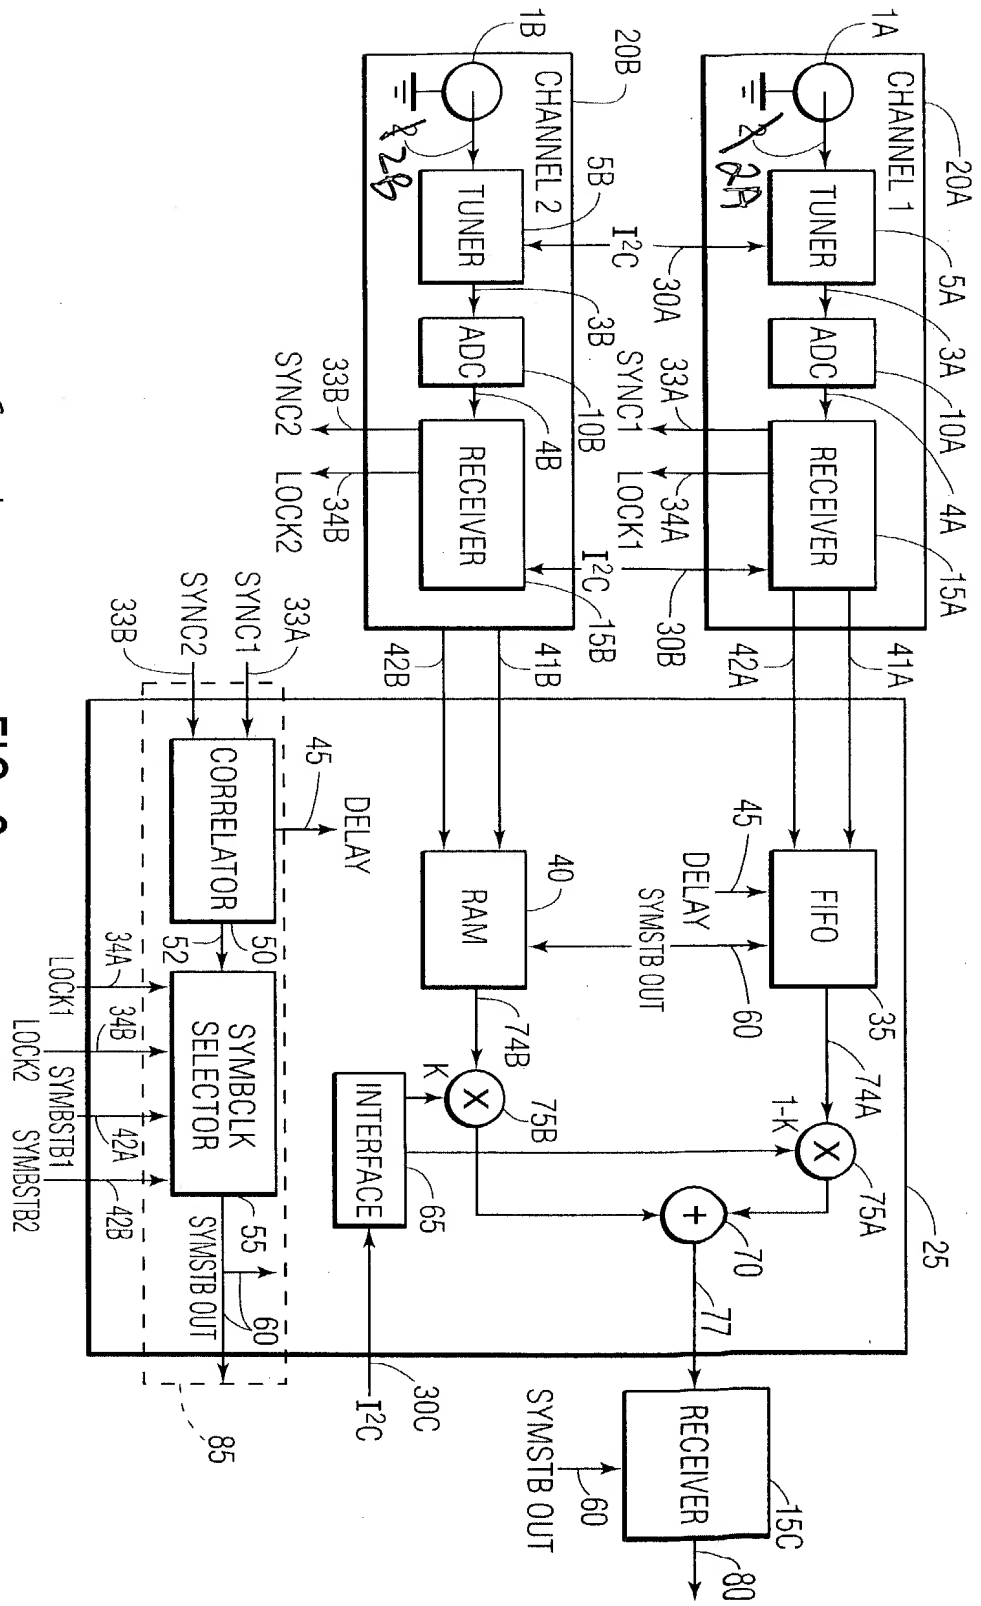 1A
20A
5A
3A
10A
4A
15A
CHANNEL 1
2
2A
TUNER
ADC
RECEIVER
41A
42A
I²C
30A
SYNC1
33A
LOCK1
34A
I²C
30B
1B
20B
CHANNEL 2
5B
3B
10B
4B
15B
2
2B
TUNER
ADC
RECEIVER
41B
42B
SYNC2
33B
LOCK2
34B
25
FIFO
35
45
DELAY
SYMSTB OUT
60
40
RAM
74A
1-K
X
75A
74B
K
X
75B
+
70
77
INTERFACE
65
30C
I²C
RECEIVER
15C
80
60
SYMSTB OUT
DELAY
45
33A
SYNC1
SYNC2
33B
CORRELATOR
50
52
SYMBCLK
SELECTOR
55
SYMSTB OUT
60
85
34A
LOCK1
34B
LOCK2
42A
SYMBSTB1
42B
SYMBSTB2